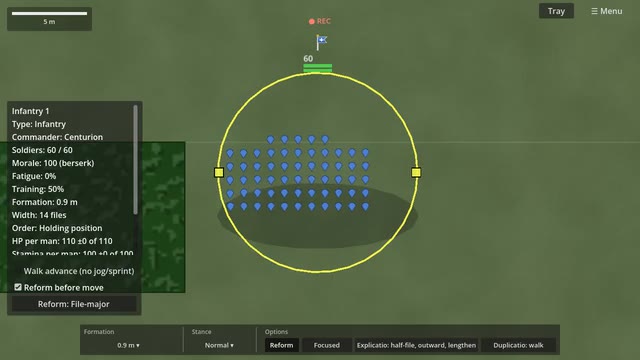 5 m
REC
Tray
☰ Menu
60
Infantry 1
Type: Infantry
Commander: Centurion
Soldiers: 60 / 60
Morale: 100 (berserk)
Fatigue: 0%
Training: 50%
Formation: 0.9 m
Width: 14 files
Order: Holding position
HP per man: 110 ±0 of 110
Stamina per man: 100 ±0 of 100
Walk advance (no jog/sprint)
Reform before move
Reform: File-major
Formation
0.9 m ▾
Stance
Normal ▾
Options
Reform
Focused
Explicatio: half-file, outward, lengthen
Duplicatio: walk